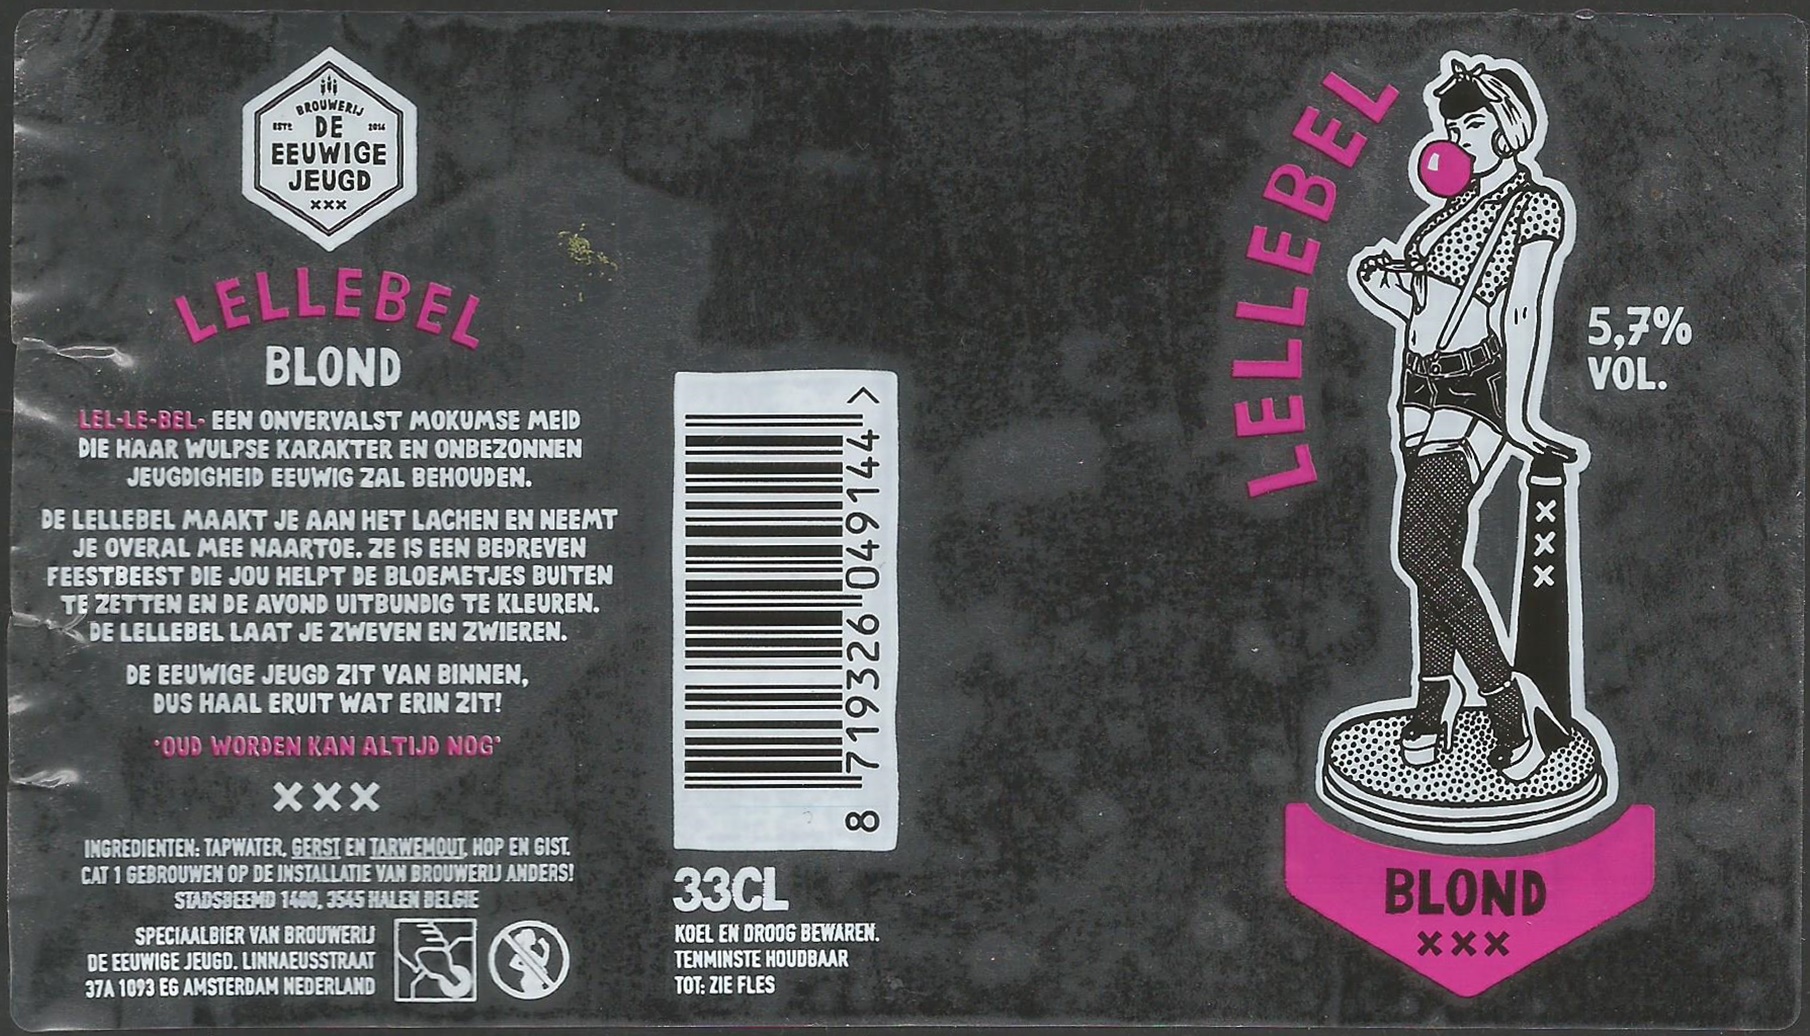 BROUWERIJ
ESTD 2014
DE
EEUWIGE
JEUGD
XXX
LELLEBEL
BLOND
LEL-LE-BEL- EEN ONVERVALST MOKUMSE MEID
DIE HAAR WULPSE KARAKTER EN ONBEZONNEN
JEUGDIGHEID EEUWIG ZAL BEHOUDEN.
DE LELLEBEL MAAKT JE AAN HET LACHEN EN NEEMT
JE OVERAL MEE NAARTOE. ZE IS EEN BEDREVEN
FEESTBEEST DIE JOU HELPT DE BLOEMETJES BUITEN
TE ZETTEN EN DE AVOND UITBUNDIG TE KLEUREN.
DE LELLEBEL LAAT JE ZWEVEN EN ZWIEREN.
DE EEUWIGE JEUGD ZIT VAN BINNEN,
DUS HAAL ERUIT WAT ERIN ZIT!
'OUD WORDEN KAN ALTIJD NOG'
XXX
INGREDIENTEN: TAPWATER, GERST EN TARWEMOUT, HOP EN GIST.
CAT 1 GEBROUWEN OP DE INSTALLATIE VAN BROUWERIJ ANDERS!
STADSBEEMD 1400, 3545 HALEN BELGIE
SPECIAALBIER VAN BROUWERIJ
DE EEUWIGE JEUGD. LINNAEUSSTRAAT
37A 1093 EG AMSTERDAM NEDERLAND
8 719326 049144 >
33CL
KOEL EN DROOG BEWAREN.
TENMINSTE HOUDBAAR
TOT: ZIE FLES
LELLEBEL
5,7%
VOL.
X
X
X
BLOND
XXX